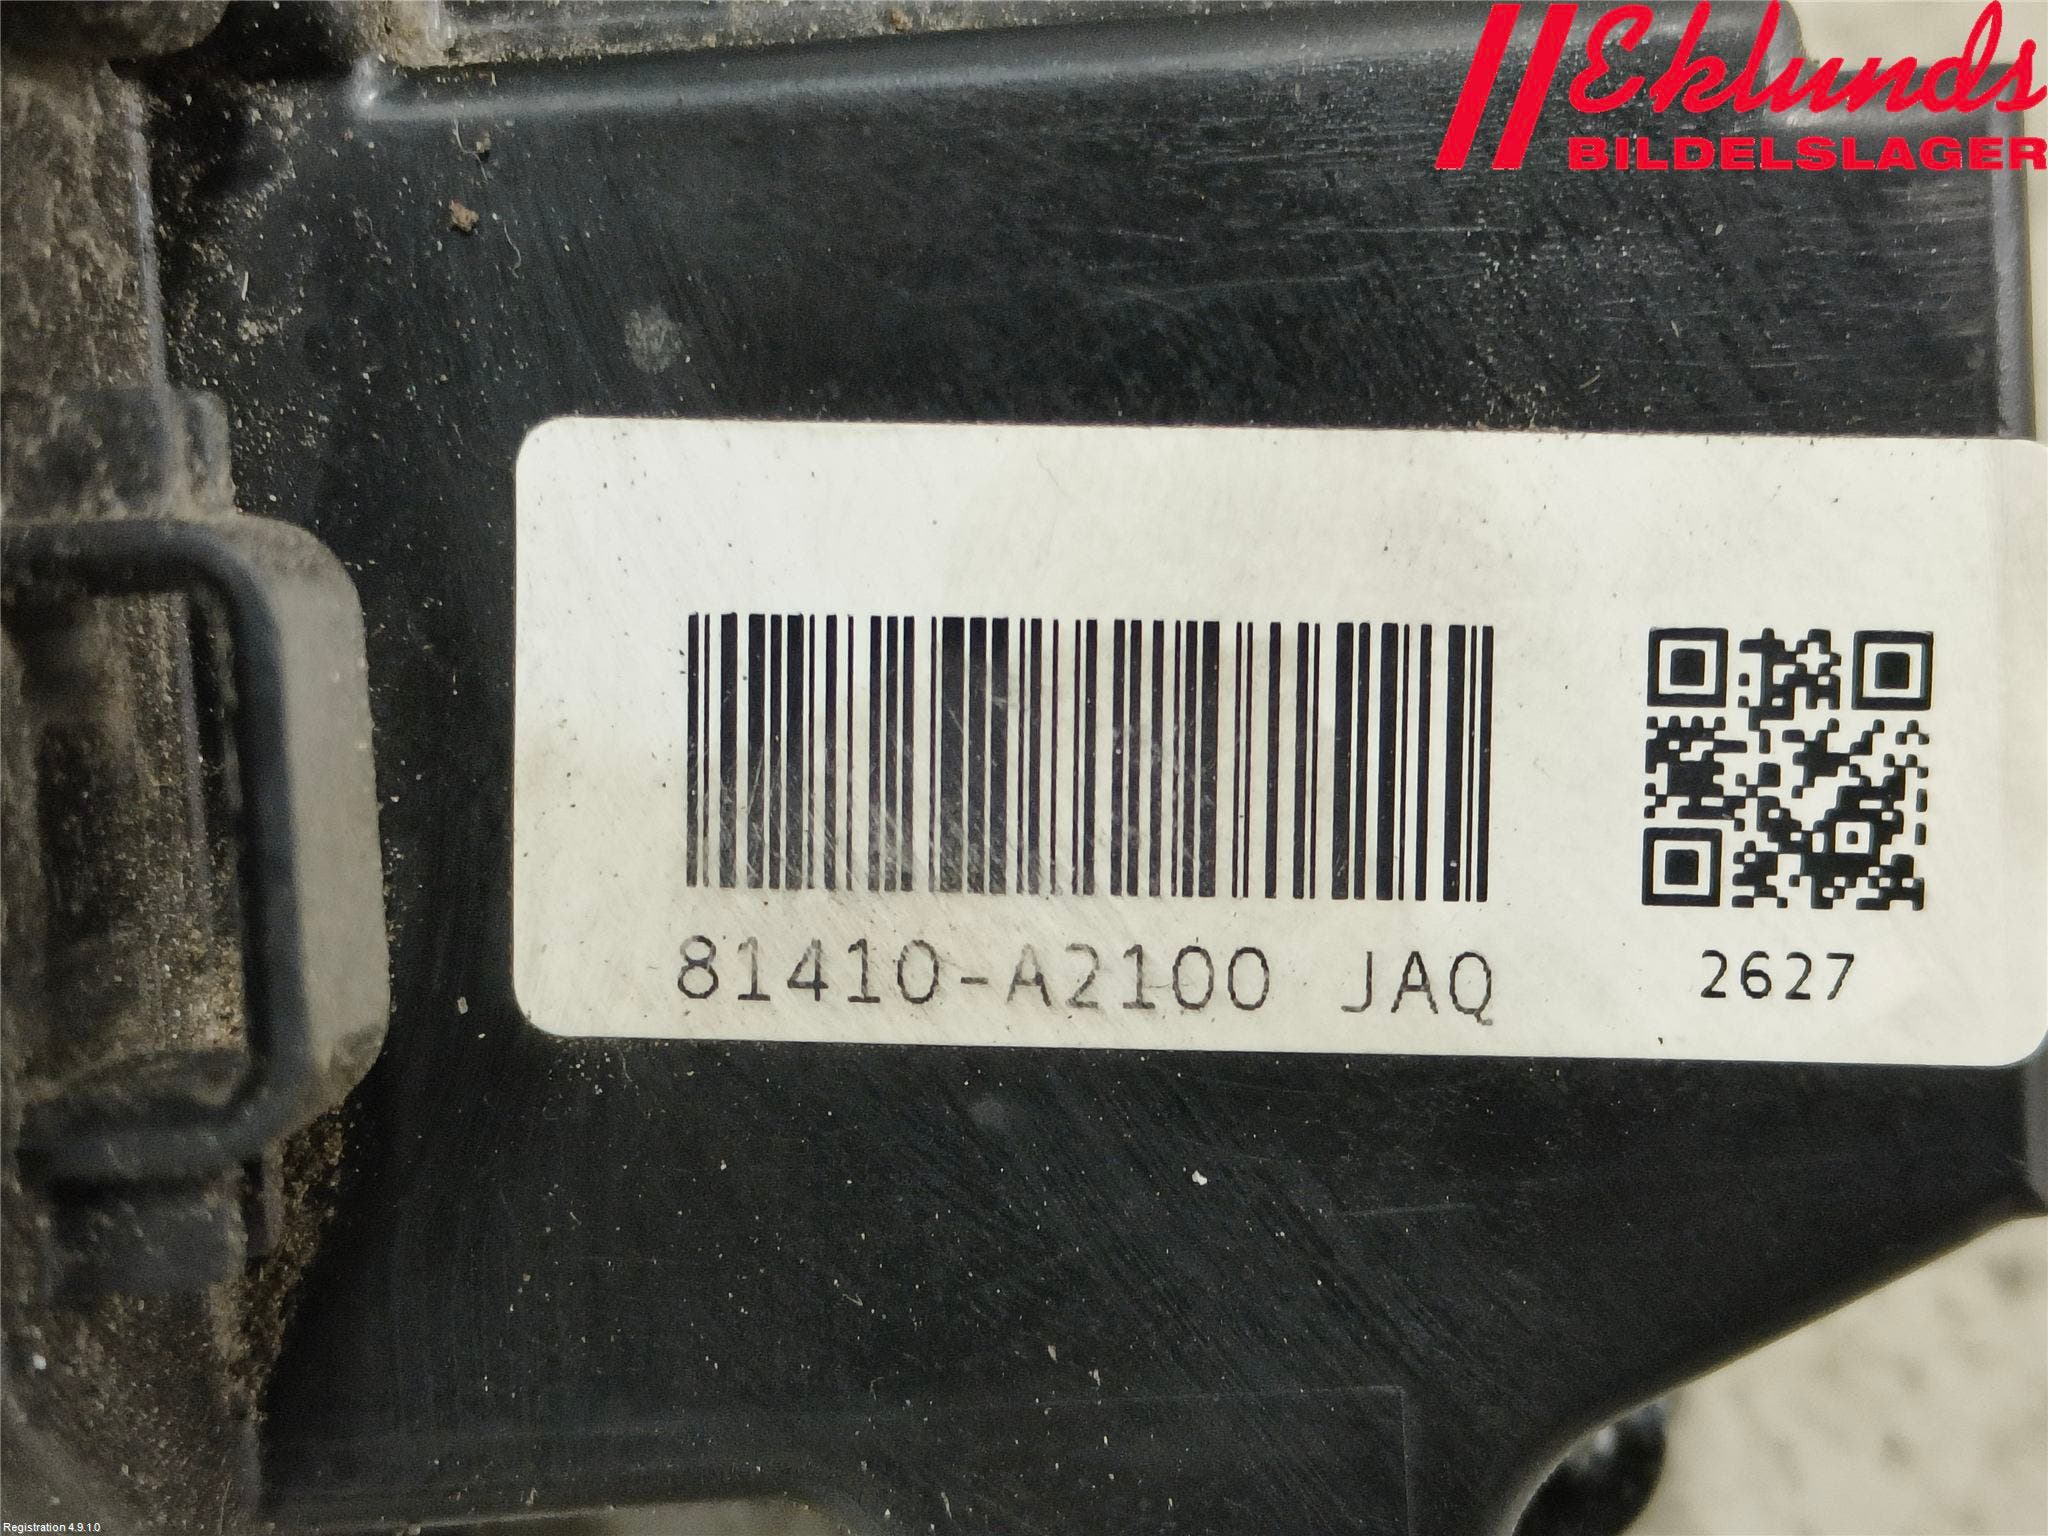 Eklunds
BILDELSLAGER
81410-A2100 JAQ
2627
Registration 4.9.1.0